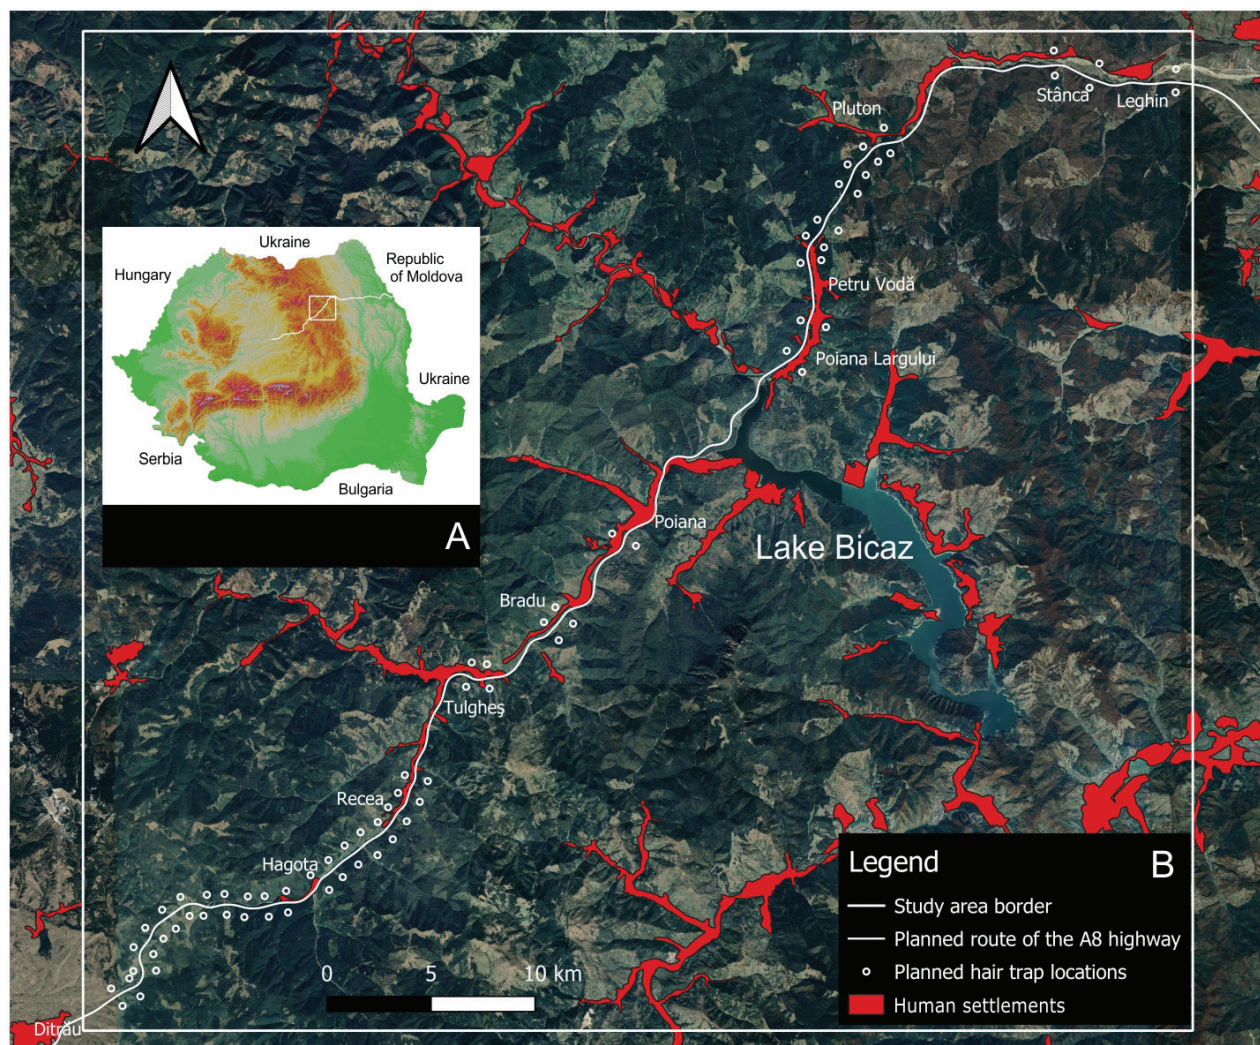 Stânca
Leghin
Pluton
Ukraine
Republic
of Moldova
Hungary
Petru Vodă
Poiana Largului
Ukraine
Serbia
Bulgaria
A
Poiana
Lake Bicaz
Bradu
Tulgheş
Recea
Hagota
Legend
B
Study area border
Planned route of the A8 highway
Planned hair trap locations
Human settlements
0 5 10 km
Ditrău